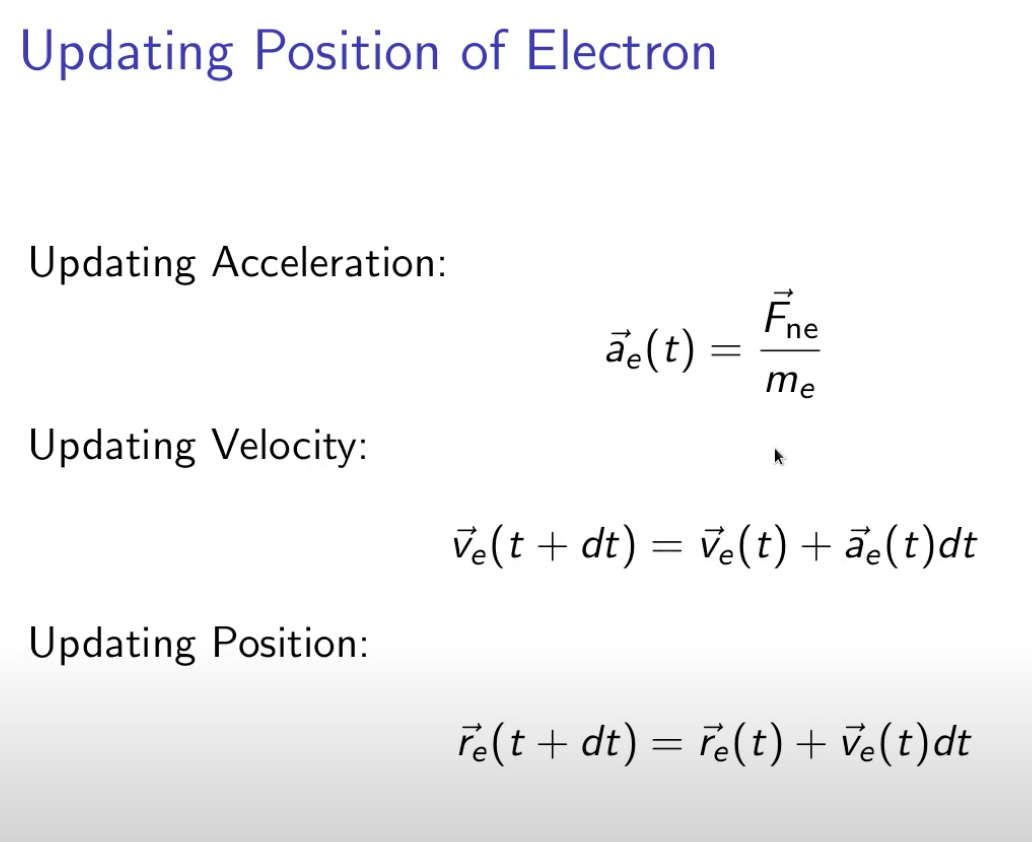 Updating Position of Electron
Updating Acceleration:
$\vec{a}_e(t) = \frac{\vec{F}_{\text{ne}}}{m_e}$
Updating Velocity:
$\vec{v}_e(t + dt) = \vec{v}_e(t) + \vec{a}_e(t)dt$
Updating Position:
$\vec{r}_e(t + dt) = \vec{r}_e(t) + \vec{v}_e(t)dt$